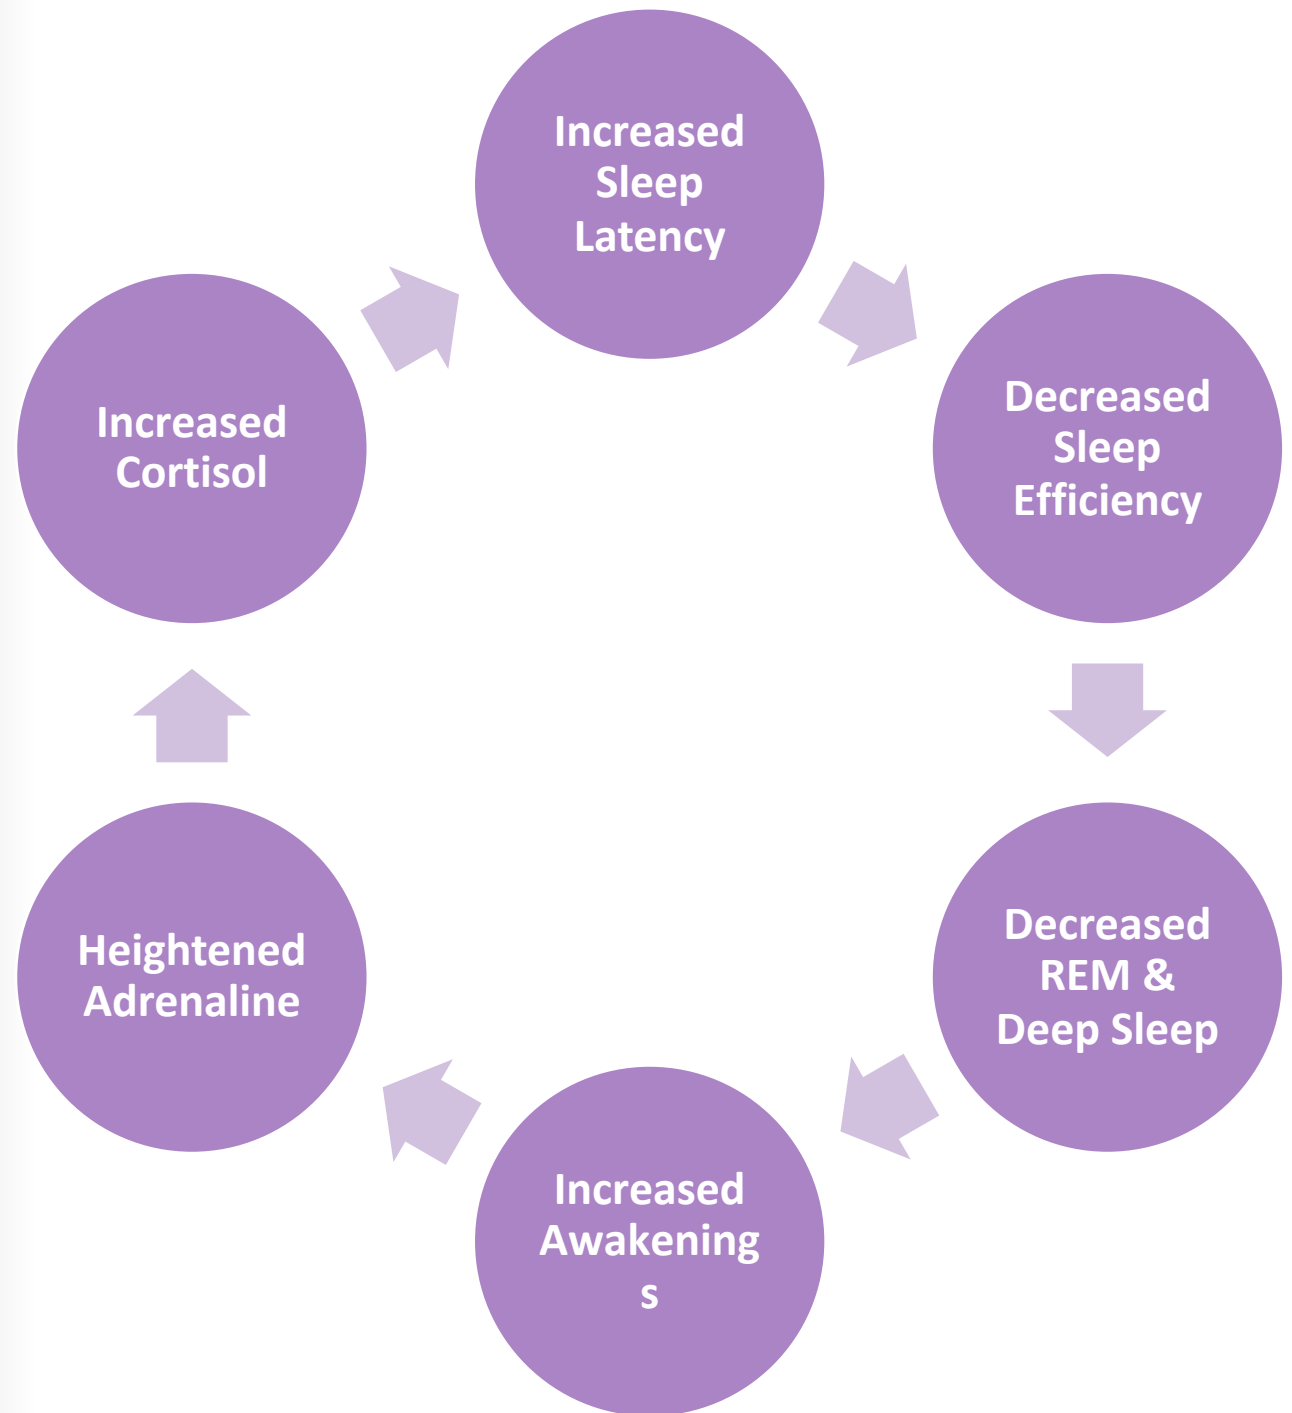 Increased
Sleep
Latency
Decreased
Sleep
Efficiency
Decreased
REM &
Deep Sleep
Increased
Awakening
s
Heightened
Adrenaline
Increased
Cortisol